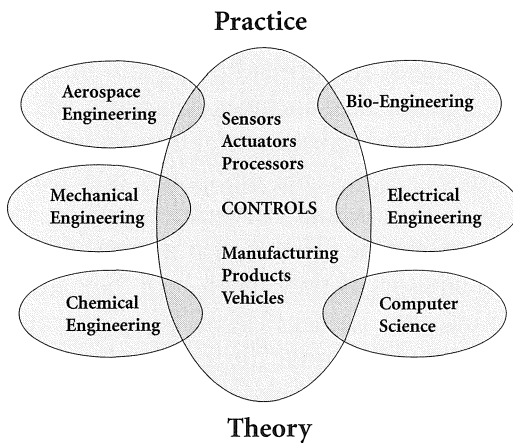 Practice
Aerospace
Engineering
Bio-Engineering
Sensors
Actuators
Processors
Mechanical
Engineering
CONTROLS
Electrical
Engineering
Manufacturing
Products
Vehicles
Chemical
Engineering
Computer
Science
Theory